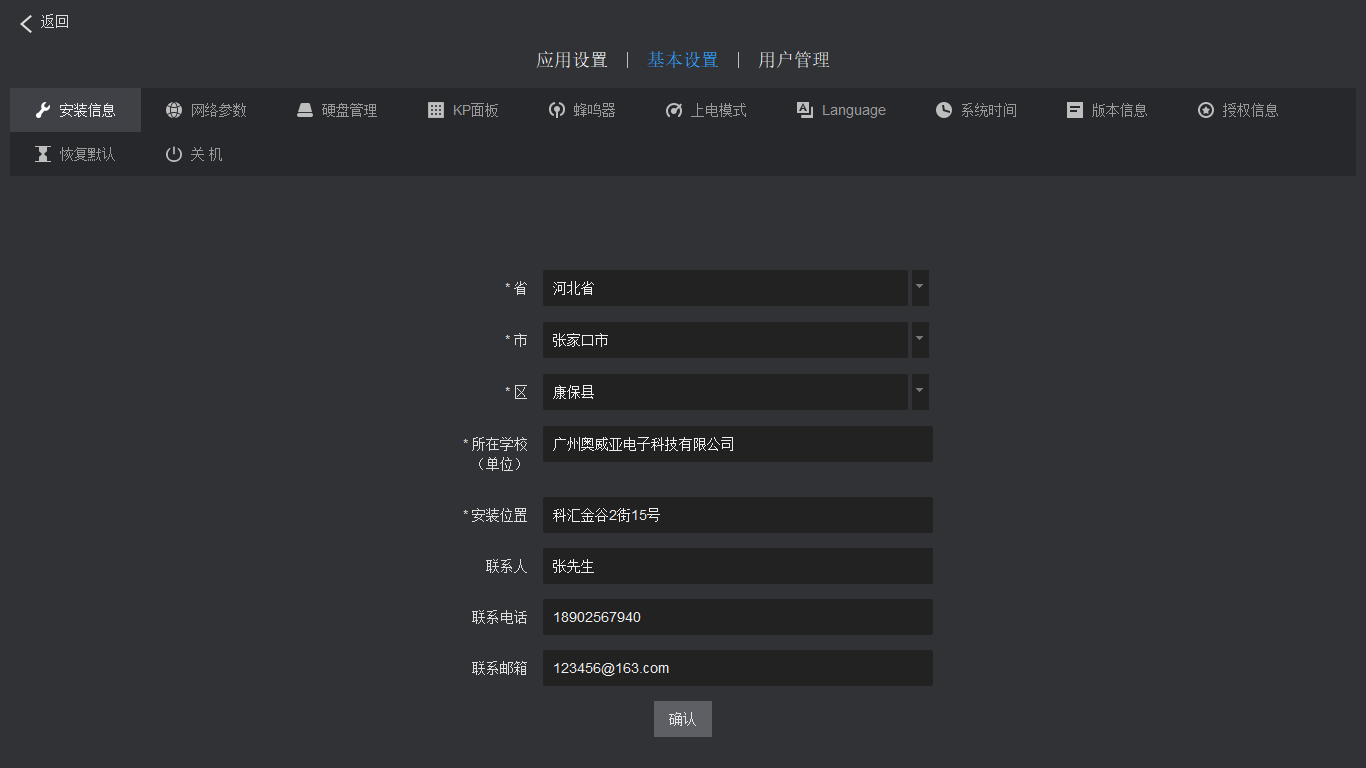 返回
应用设置 | 基本设置 | 用户管理
安装信息 网络参数 硬盘管理 KP面板 蜂鸣器 上电模式 Language 系统时间 版本信息 授权信息
恢复默认 关 机
* 省 河北省
* 市 张家口市
* 区 康保县
* 所在学校 广州奥威亚电子科技有限公司
（单位）
* 安装位置 科汇金谷2街15号
联系人 张先生
联系电话 18902567940
联系邮箱 123456@163.com
确认